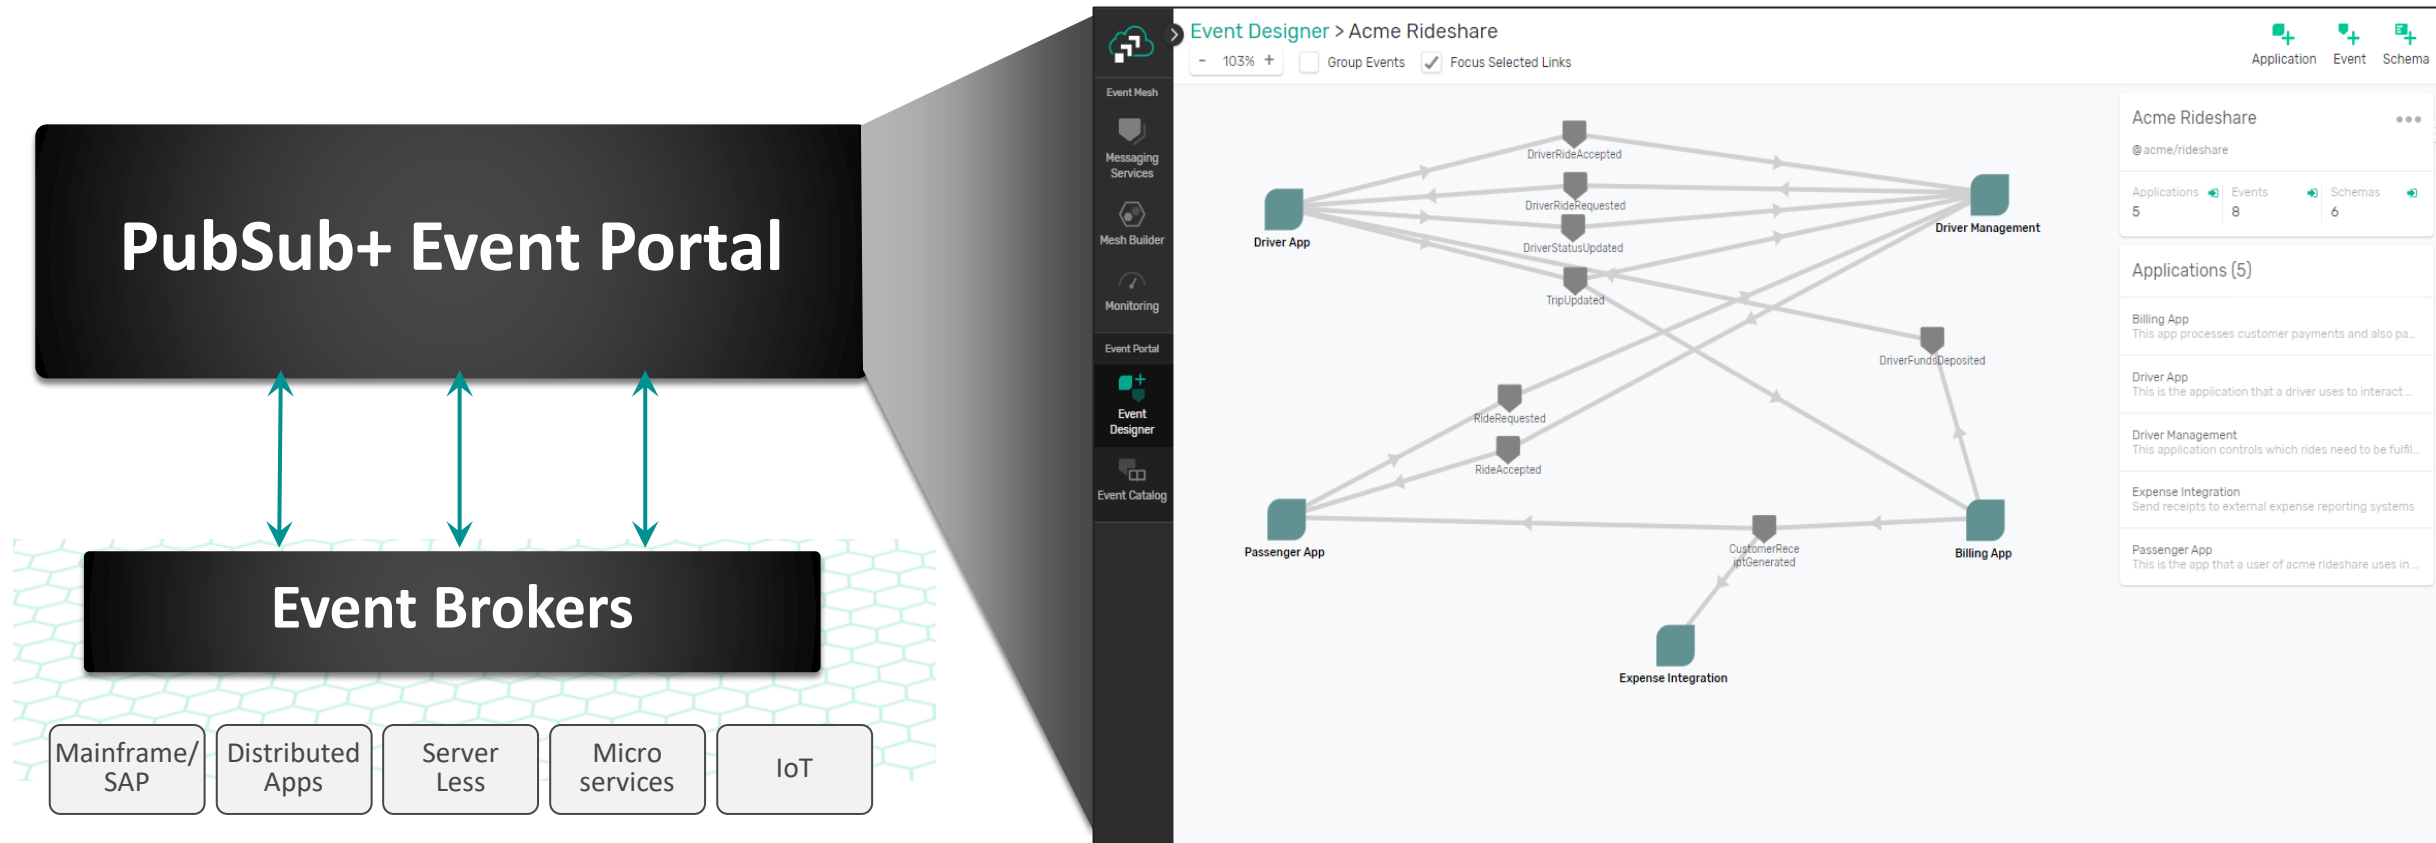 PubSub+ Event Portal
Event Brokers
Mainframe/
SAP
Distributed
Apps
Server
Less
Micro
services
IoT
Event Mesh
Messaging
Services
Mesh Builder
Monitoring
Event Portal
Event
Designer
Event Catalog
Event Designer > Acme Rideshare
- 103% +
Group Events
Focus Selected Links
Application
Event
Schema
DriverRideAccepted
DriverRideRequested
DriverStatusUpdated
TripUpdated
Driver App
Driver Management
DriverFundsDeposited
RideRequested
RideAccepted
Passenger App
CustomerRece
iptGenerated
Billing App
Expense Integration
Acme Rideshare
@acme/rideshare
Applications
5
Events
8
Schemas
6
Applications (5)
Billing App
This app processes customer payments and also pa...
Driver App
This is the application that a driver uses to interact ...
Driver Management
This application controls which rides need to be fulfil...
Expense Integration
Send receipts to external expense reporting systems
Passenger App
This is the app that a user of acme rideshare uses in ...